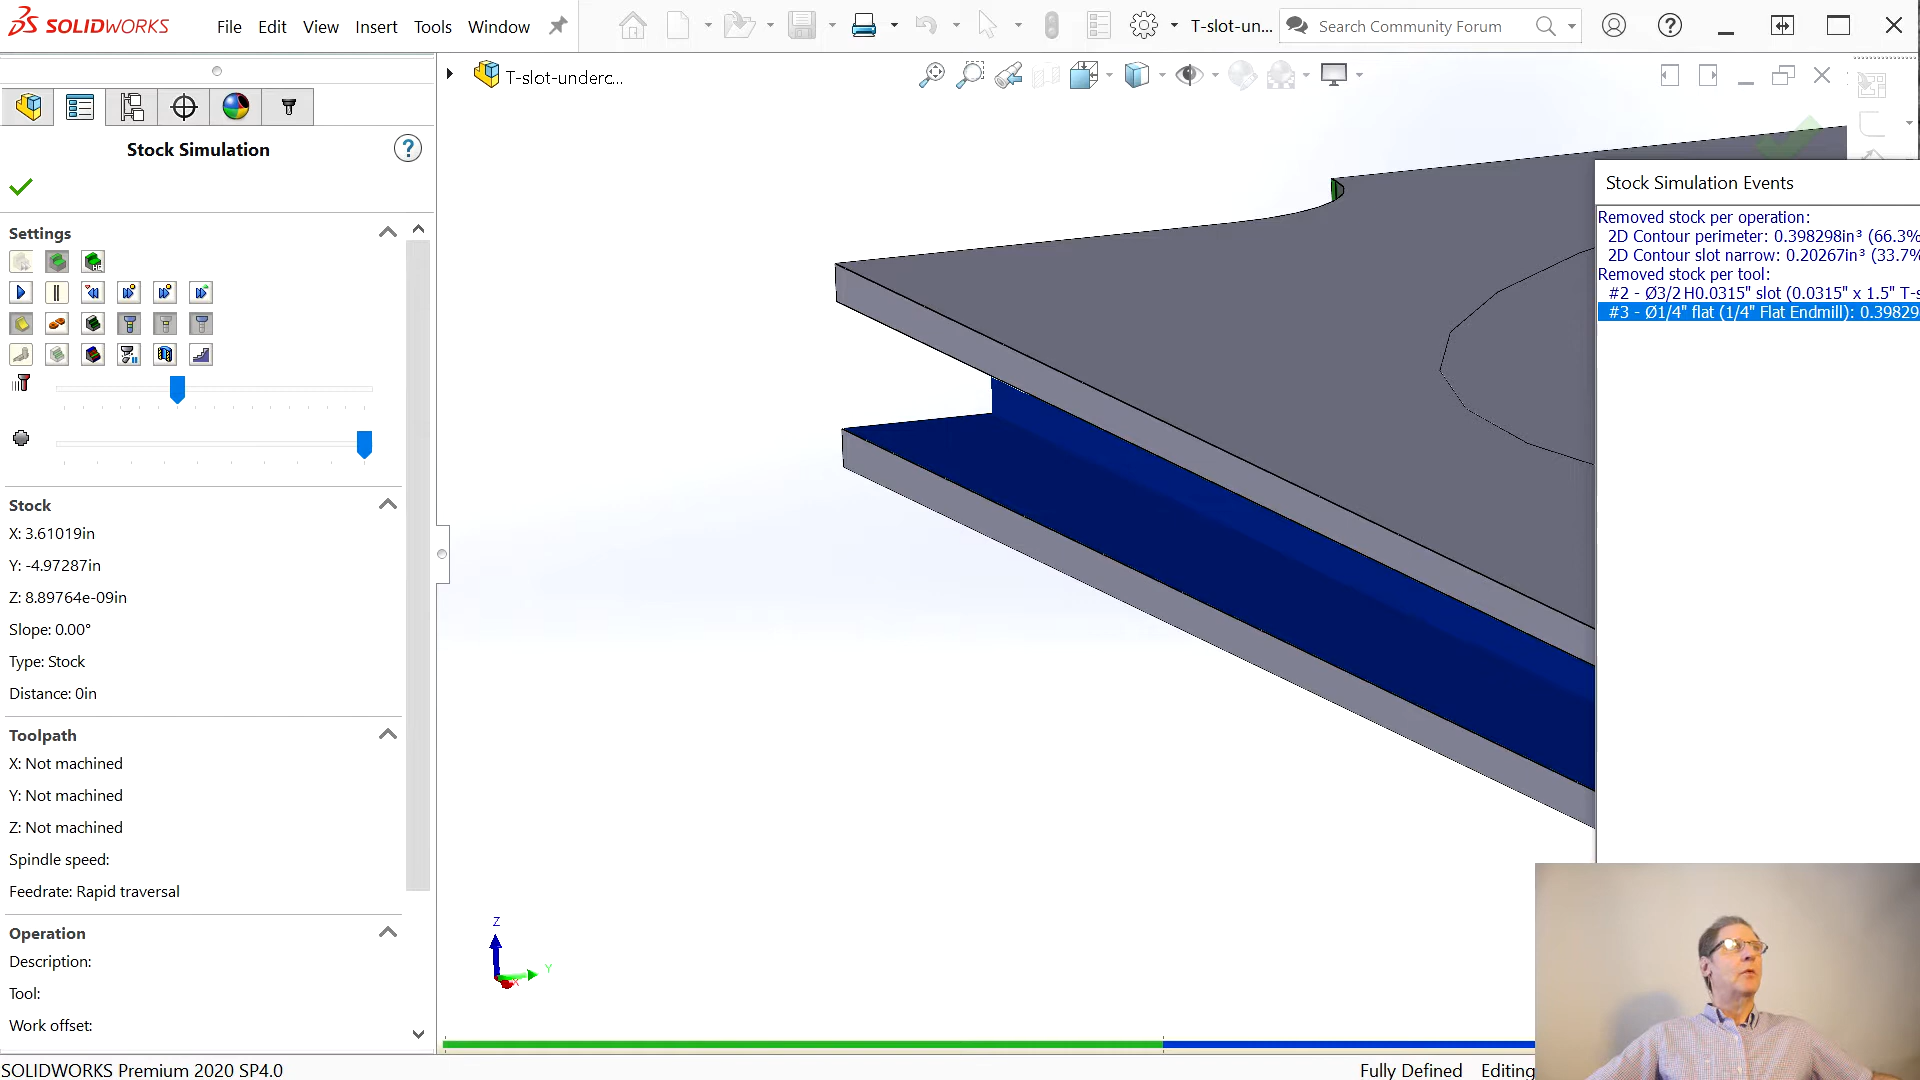 SOLIDWORKS File Edit View Insert Tools Window T-slot-un... Search Community Forum
T-slot-underc...
Stock Simulation
Settings
Stock
X: 3.61019in
Y: -4.97287in
Z: 8.89764e-09in
Slope: 0.00°
Type: Stock
Distance: 0in
Toolpath
X: Not machined
Y: Not machined
Z: Not machined
Spindle speed:
Feedrate: Rapid traversal
Operation
Description:
Tool:
Work offset:
Z
Y
X
Stock Simulation Events
Removed stock per operation:
2D Contour perimeter: 0.398298in³ (66.3%
2D Contour slot narrow: 0.20267in³ (33.7%
Removed stock per tool:
#2 - Ø3/2 H0.0315" slot (0.0315" x 1.5" T-s
#3 - Ø1/4" flat (1/4" Flat Endmill): 0.39829
SOLIDWORKS Premium 2020 SP4.0 Fully Defined Editing